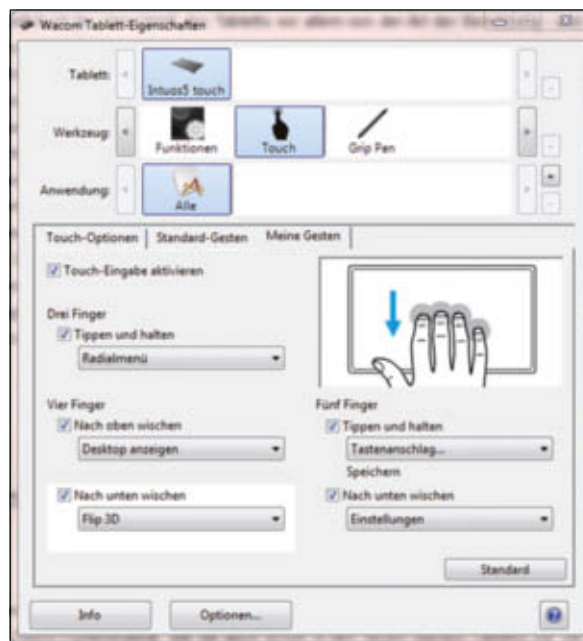 Wacom Tablett-Eigenschaften
Tablett:
Intuos5 touch
Werkzeug:
Funktionen Touch Grip Pen
Anwendung:
Alle
Touch-Optionen Standard-Gesten Meine Gesten
Touch-Eingabe aktivieren
Drei Finger
Tippen und halten
Radialmenü
Vier Finger
Nach oben wischen
Desktop anzeigen
Nach unten wischen
Flip 3D
Fünf Finger
Tippen und halten
Tastenanschlag...
Speichern
Nach unten wischen
Einstellungen
Standard
Info Optionen... ?